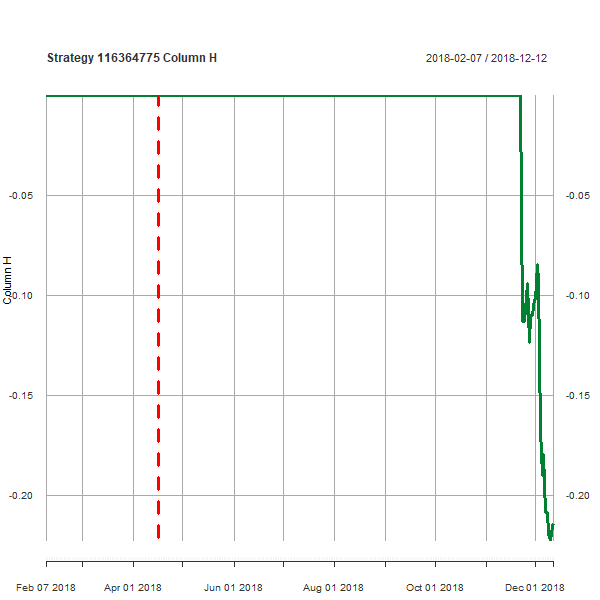 Strategy 116364775 Column H
2018-02-07 / 2018-12-12
Column H
-0.05
-0.10
-0.15
-0.20
-0.05
-0.10
-0.15
-0.20
Feb 07 2018
Apr 01 2018
Jun 01 2018
Aug 01 2018
Oct 01 2018
Dec 01 2018